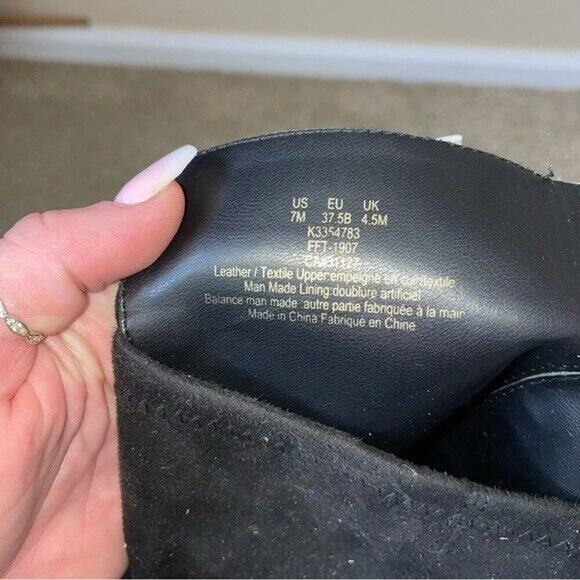 US EU UK
7M 37.5B 4.5M
K3354783
FFT-1907
Leather / Textile Upper:empeigne en cuir/textile
Man Made Lining:doublure artificiel
Balance man made :autre partie fabriquée à la main
Made in China Fabriqué en Chine